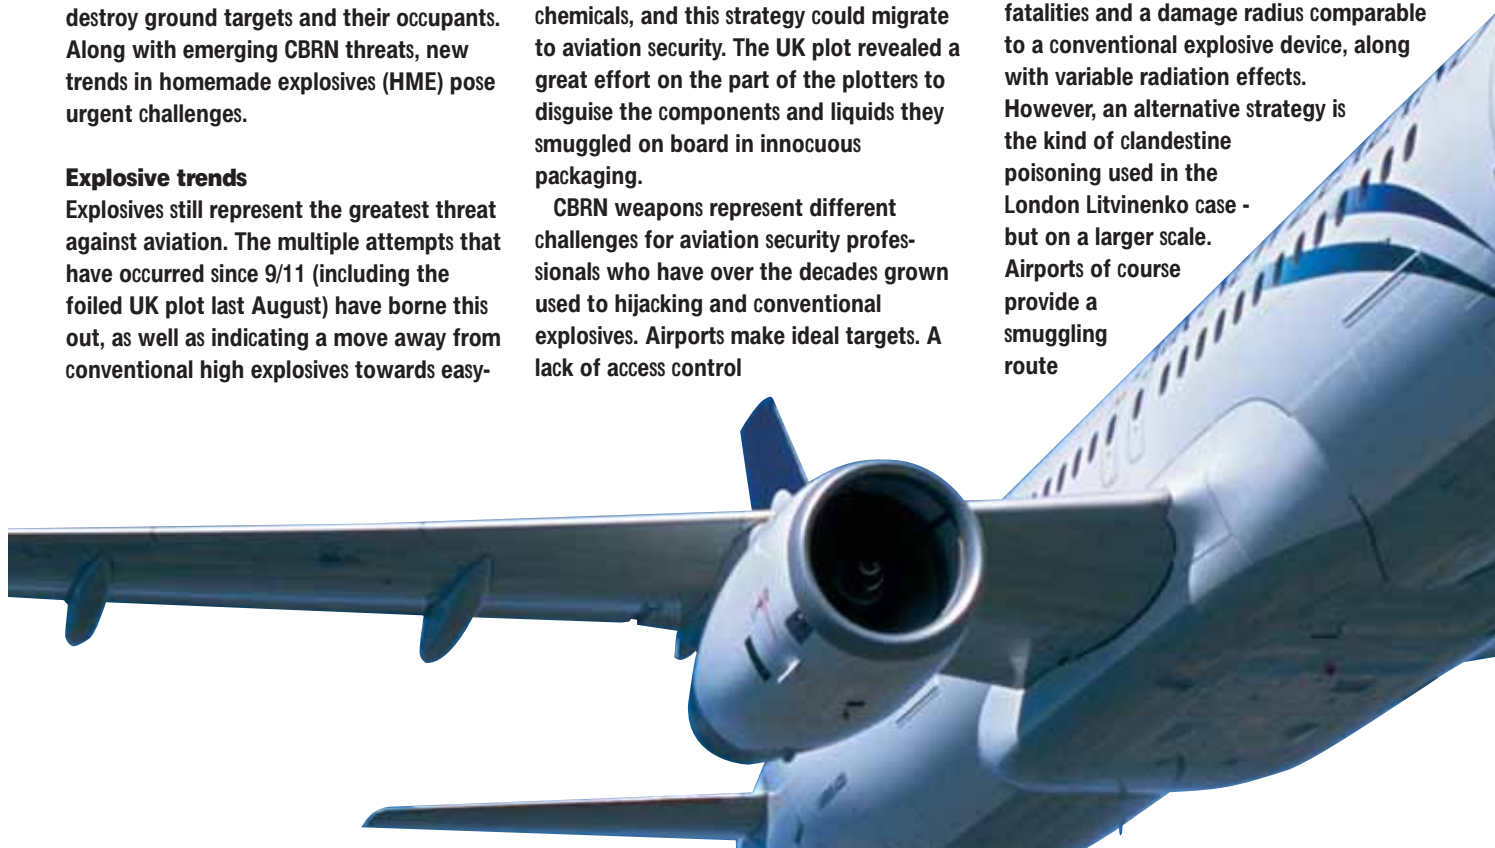 destroy ground targets and their occupants.
Along with emerging CBRN threats, new
trends in homemade explosives (HME) pose
urgent challenges.
Explosive trends
Explosives still represent the greatest threat
against aviation. The multiple attempts that
have occurred since 9/11 (including the
foiled UK plot last August) have borne this
out, as well as indicating a move away from
conventional high explosives towards easy-
chemicals, and this strategy could migrate
to aviation security. The UK plot revealed a
great effort on the part of the plotters to
disguise the components and liquids they
smuggled on board in innocuous
packaging.
CBRN weapons represent different
challenges for aviation security profes-
sionals who have over the decades grown
used to hijacking and conventional
explosives. Airports make ideal targets. A
lack of access control
fatalities and a damage radius comparable
to a conventional explosive device, along
with variable radiation effects.
However, an alternative strategy is
the kind of clandestine
poisoning used in the
London Litvinenko case -
but on a larger scale.
Airports of course
provide a
smuggling
route